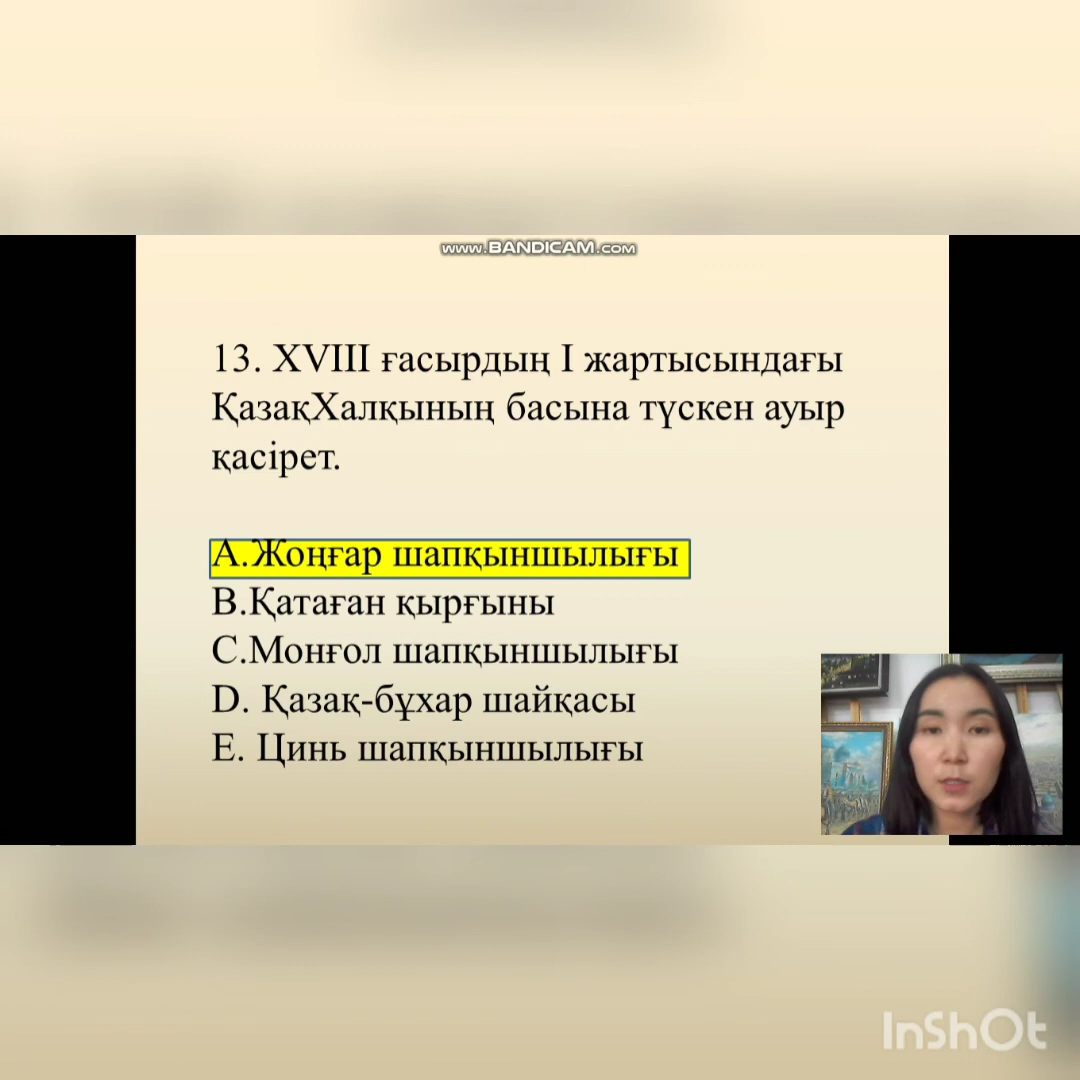 www.BANDICAM.com
13. XVIII ғасырдың I жартысындағы
ҚазақХалқының басына түскен ауыр
қасірет.
A.Жоңғар шапқыншылығы
B.Қатаған қырғыны
C.Монғол шапқыншылығы
D. Қазақ-бұхар шайқасы
E. Цинь шапқыншылығы
InShOt